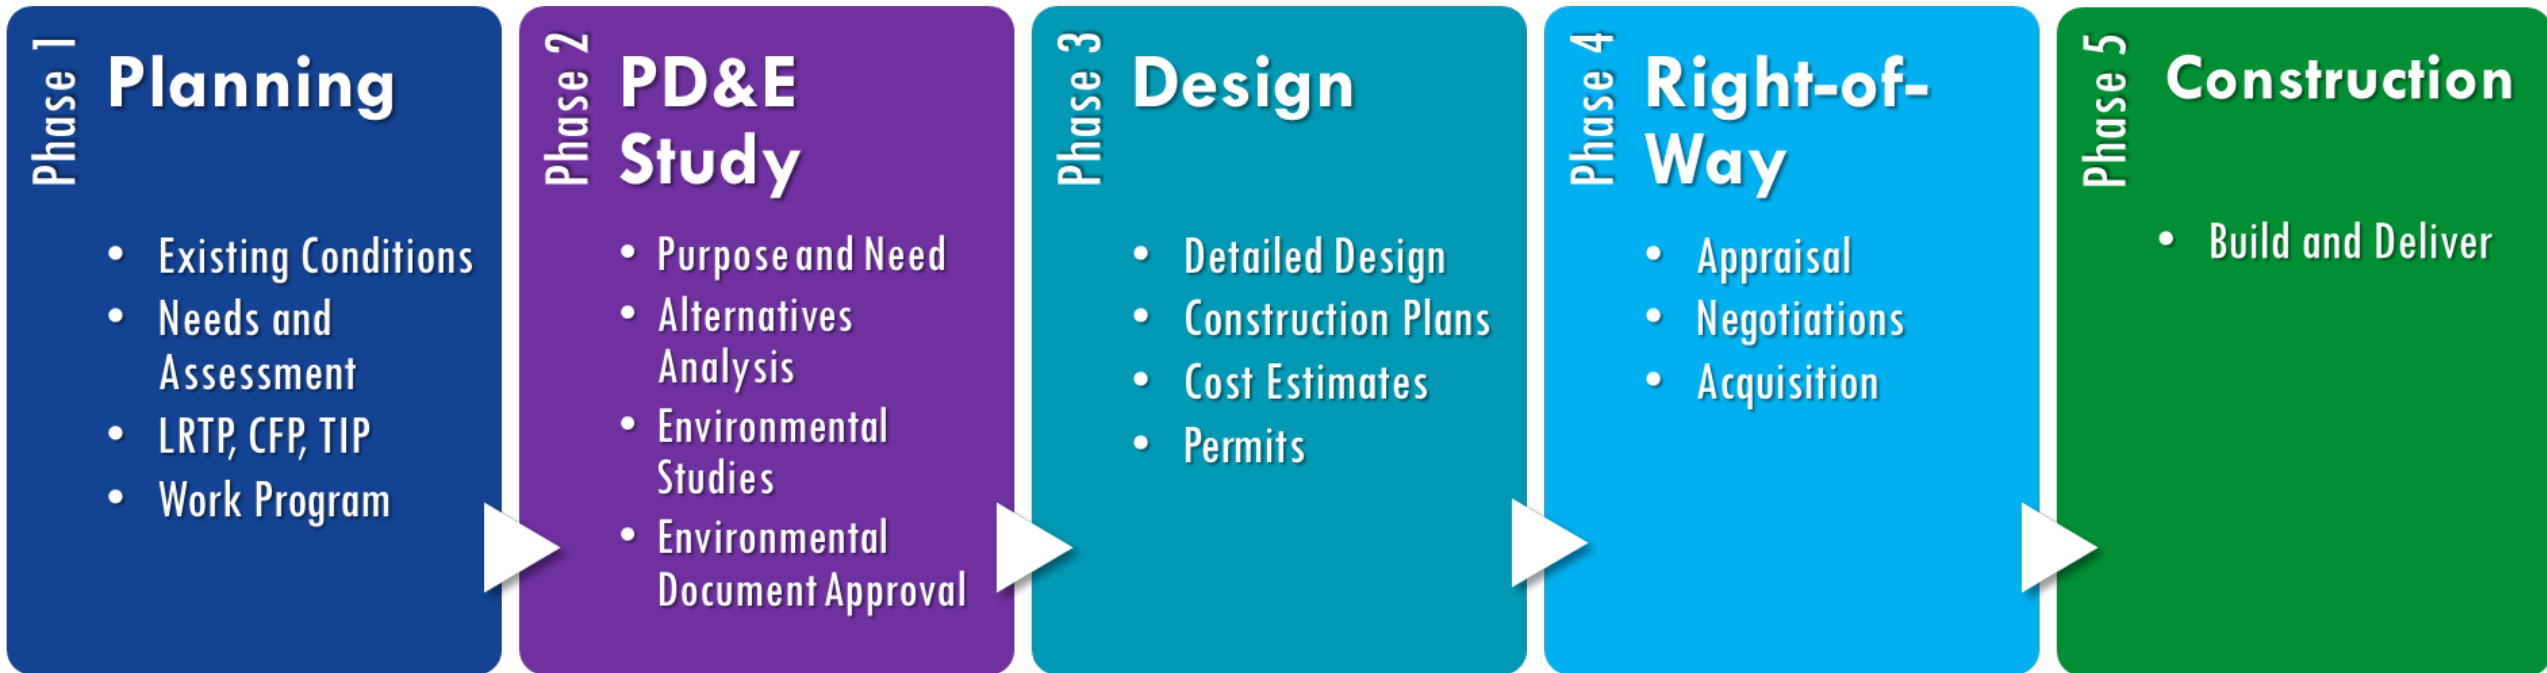 Phase 1
Planning
• Existing Conditions
• Needs and
Assessment
• LRTP, CFP, TIP
• Work Program
Phase 2
PD&E
Study
• Purpose and Need
• Alternatives
Analysis
• Environmental
Studies
• Environmental
Document Approval
Phase 3
Design
• Detailed Design
• Construction Plans
• Cost Estimates
• Permits
Phase 4
Right-of-
Way
• Appraisal
• Negotiations
• Acquisition
Phase 5
Construction
• Build and Deliver